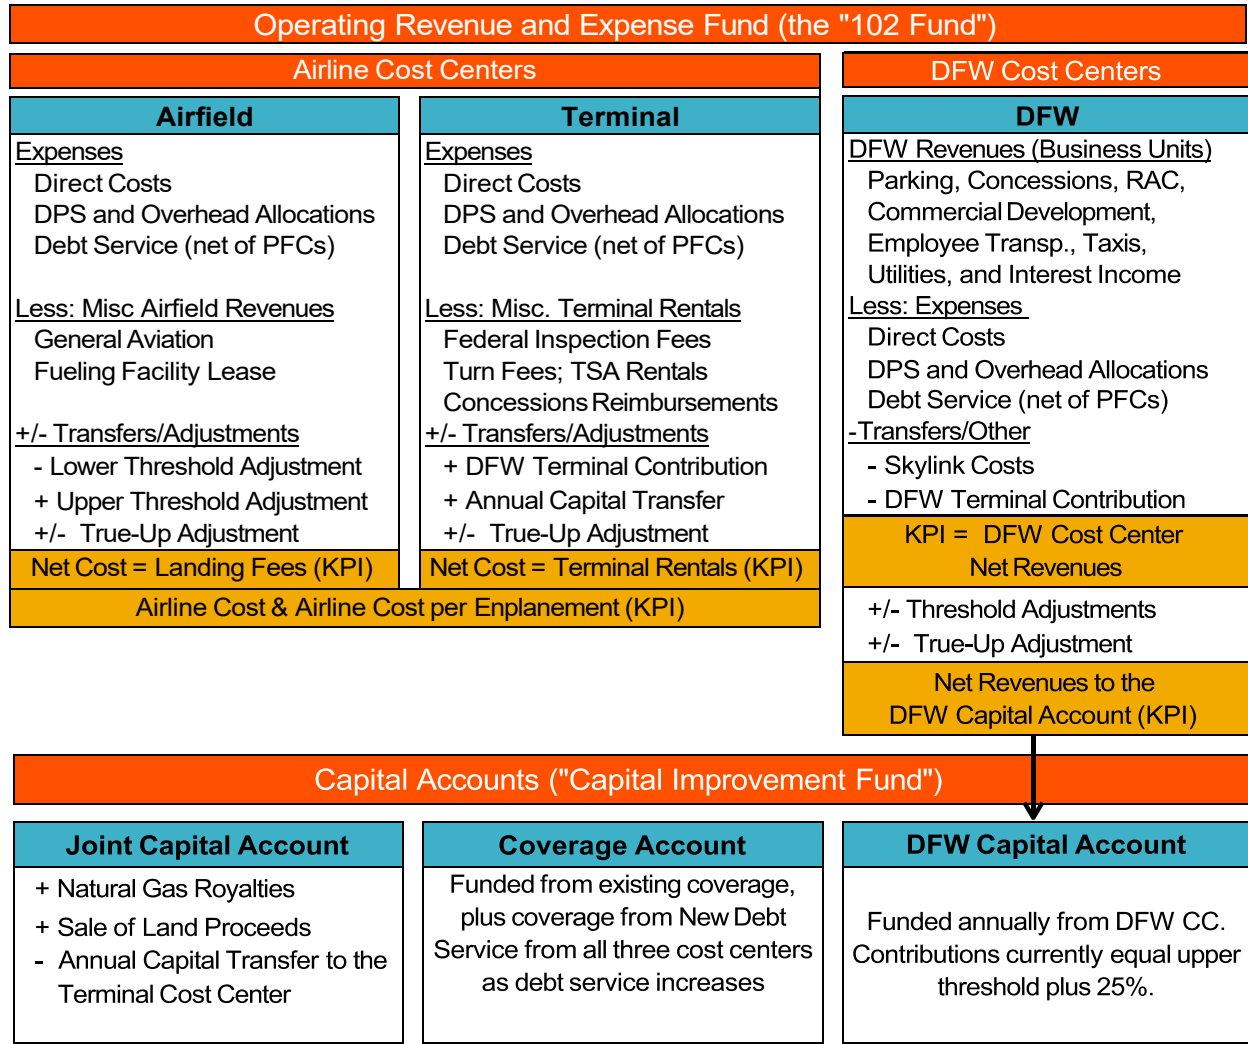 Operating Revenue and Expense Fund (the "102 Fund")
Airline Cost Centers
Airfield
Expenses
Direct Costs
DPS and Overhead Allocations
Debt Service (net of PFCs)
Less: Misc Airfield Revenues
General Aviation
Fueling Facility Lease
+/- Transfers/Adjustments
- Lower Threshold Adjustment
+ Upper Threshold Adjustment
+/- True-Up Adjustment
Net Cost = Landing Fees (KPI)
Terminal
Expenses
Direct Costs
DPS and Overhead Allocations
Debt Service (net of PFCs)
Less: Misc. Terminal Rentals
Federal Inspection Fees
Turn Fees; TSA Rentals
Concessions Reimbursements
+/- Transfers/Adjustments
+ DFW Terminal Contribution
+ Annual Capital Transfer
+/- True-Up Adjustment
Net Cost = Terminal Rentals (KPI)
Airline Cost & Airline Cost per Enplanement (KPI)
DFW Cost Centers
DFW
DFW Revenues (Business Units)
Parking, Concessions, RAC,
Commercial Development,
Employee Transp., Taxis,
Utilities, and Interest Income
Less: Expenses
Direct Costs
DPS and Overhead Allocations
Debt Service (net of PFCs)
-Transfers/Other
- Skylink Costs
- DFW Terminal Contribution
KPI = DFW Cost Center
Net Revenues
+/- Threshold Adjustments
+/- True-Up Adjustment
Net Revenues to the
DFW Capital Account (KPI)
Capital Accounts ("Capital Improvement Fund")
Joint Capital Account
+ Natural Gas Royalties
+ Sale of Land Proceeds
- Annual Capital Transfer to the
Terminal Cost Center
Coverage Account
Funded from existing coverage,
plus coverage from New Debt
Service from all three cost centers
as debt service increases
DFW Capital Account
Funded annually from DFW CC.
Contributions currently equal upper
threshold plus 25%.